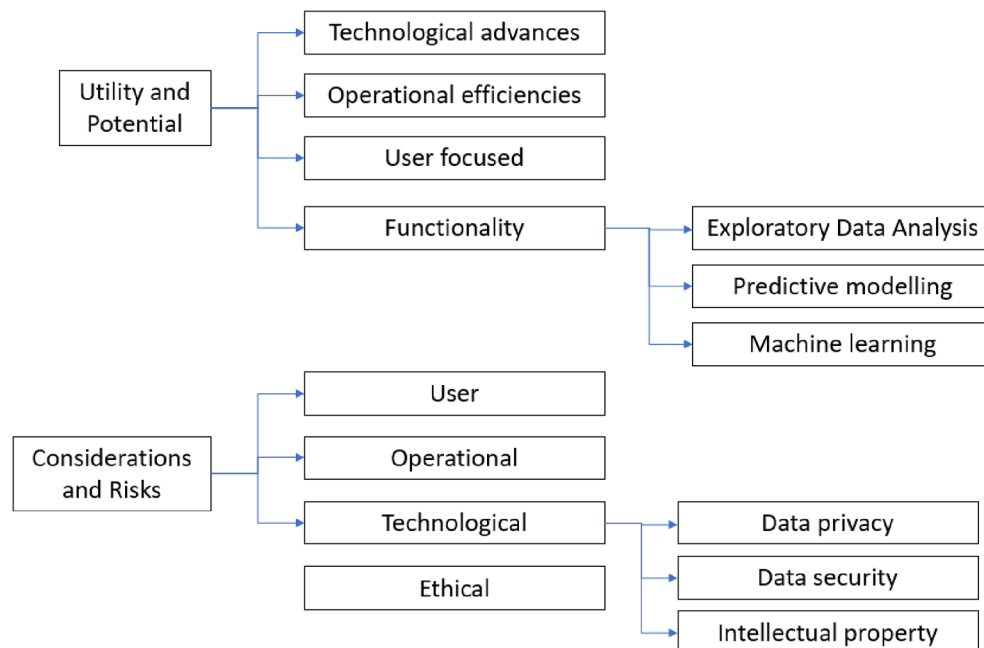 Utility and
Potential
Technological advances
Operational efficiencies
User focused
Functionality
Exploratory Data Analysis
Predictive modelling
Machine learning
Considerations
and Risks
User
Operational
Technological
Ethical
Data privacy
Data security
Intellectual property